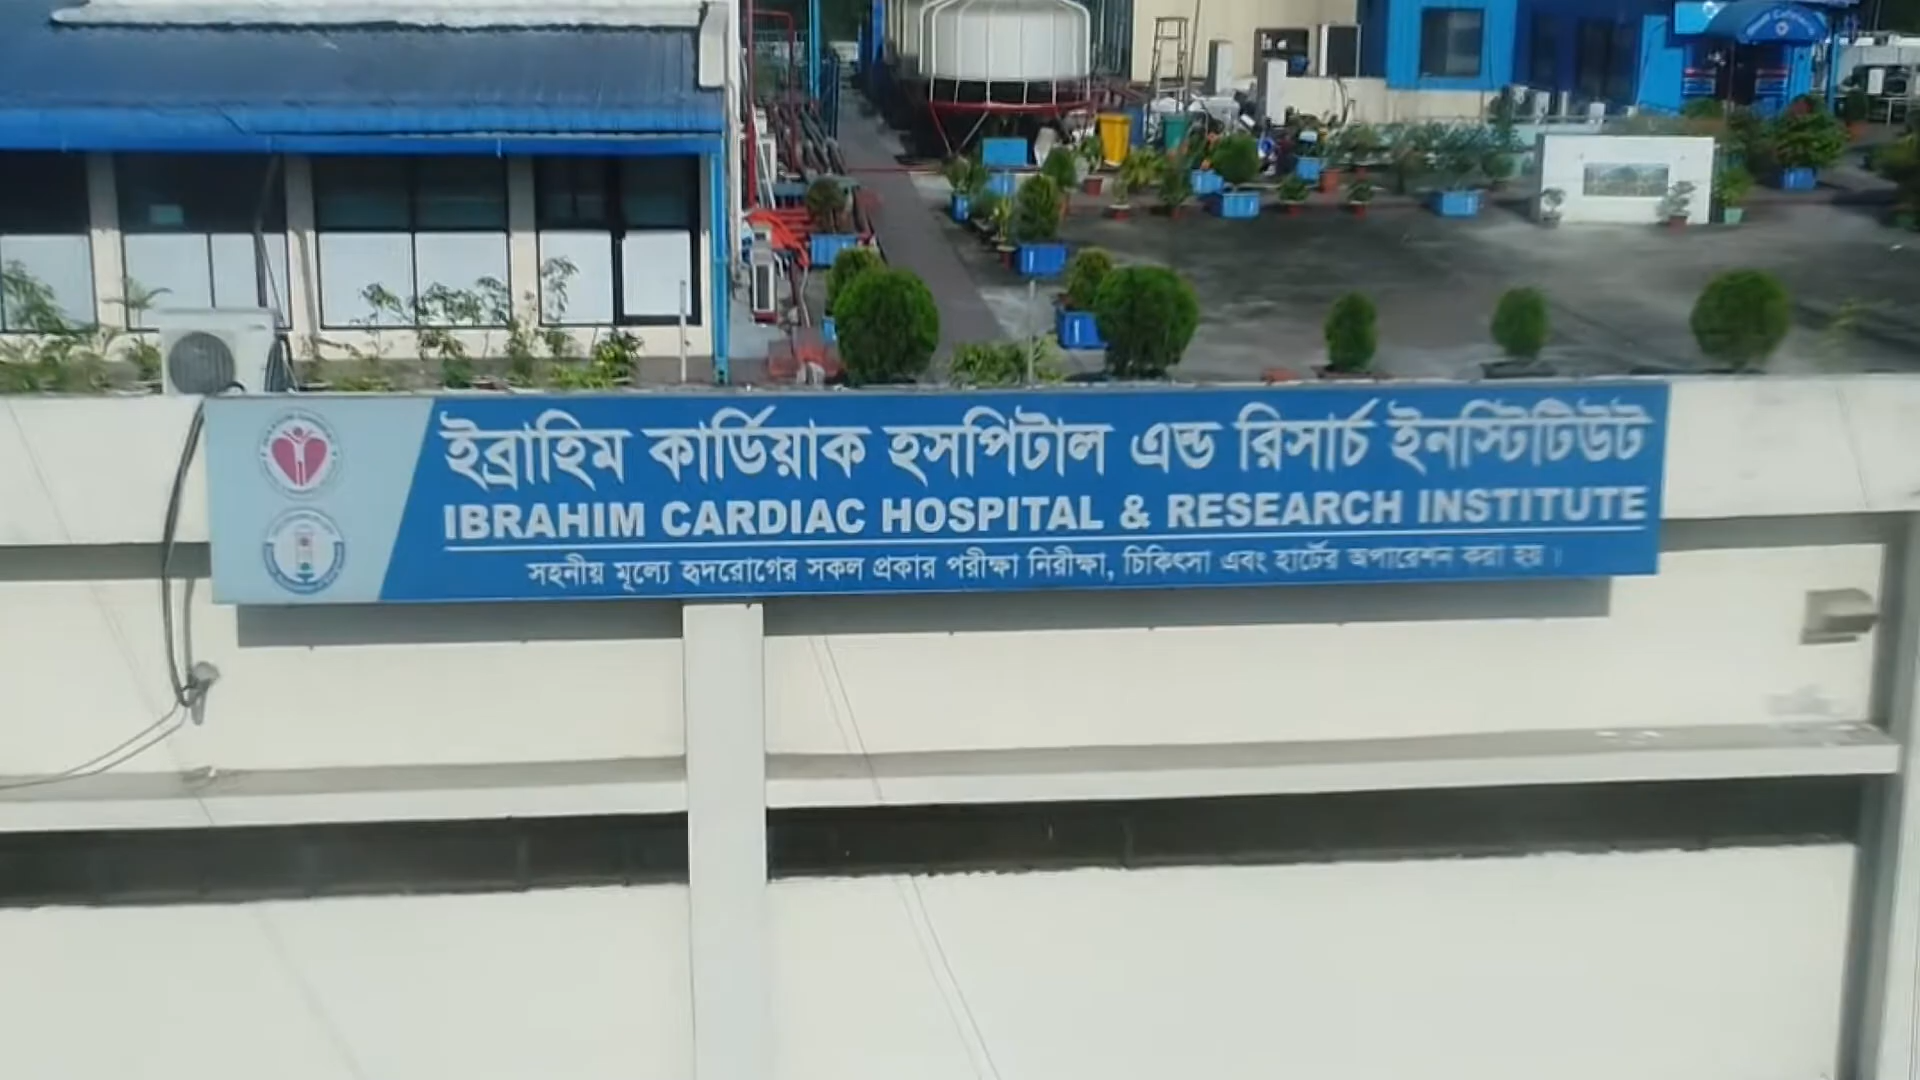 ইব্রাহিম কার্ডিয়াক হসপিটাল এন্ড রিসার্চ ইনস্টিটিউট
IBRAHIM CARDIAC HOSPITAL & RESEARCH INSTITUTE
সহনীয় মূল্যে হৃদরোগের সকল প্রকার পরীক্ষা নিরীক্ষা, চিকিৎসা এবং হার্টের অপারেশন করা হয়।